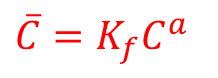 C̄ = K_f C^a